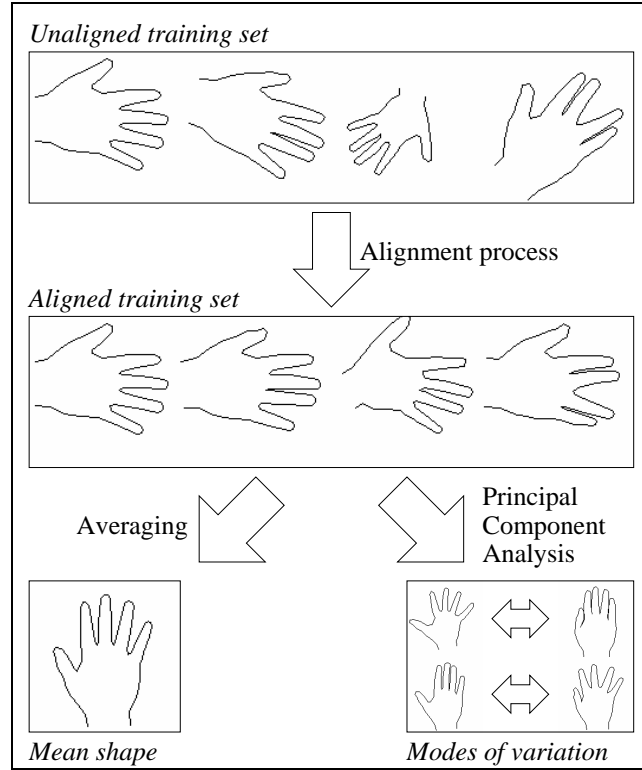 Unaligned training set
Alignment process
Aligned training set
Averaging
Principal
Component
Analysis
Mean shape
Modes of variation